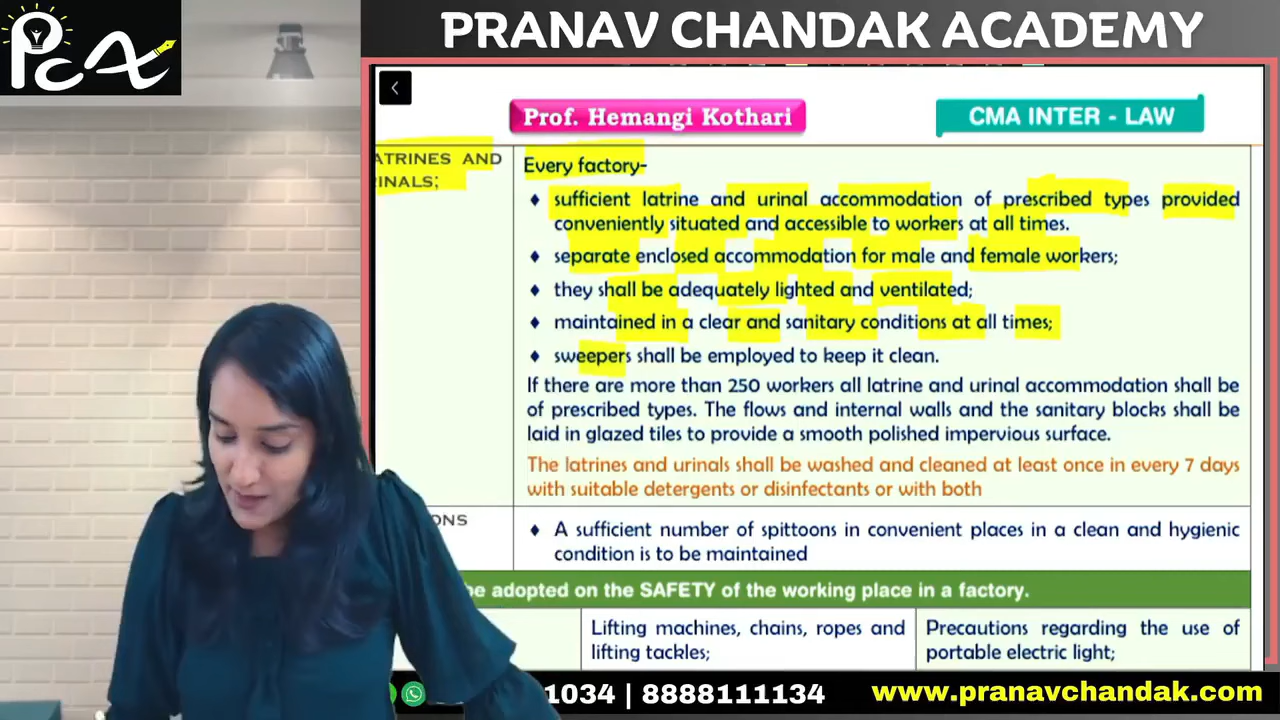 PCA
PRANAV CHANDAK ACADEMY
Prof. Hemangi Kothari
CMA INTER - LAW
ATRINES AND
INALS;
Every factory-
♦ sufficient latrine and urinal accommodation of prescribed types provided
conveniently situated and accessible to workers at all times.
♦ separate enclosed accommodation for male and female workers;
♦ they shall be adequately lighted and ventilated;
♦ maintained in a clear and sanitary conditions at all times;
♦ sweepers shall be employed to keep it clean.
If there are more than 250 workers all latrine and urinal accommodation shall be
of prescribed types. The flows and internal walls and the sanitary blocks shall be
laid in glazed tiles to provide a smooth polished impervious surface.
The latrines and urinals shall be washed and cleaned at least once in every 7 days
with suitable detergents or disinfectants or with both
ONS
♦ A sufficient number of spittoons in convenient places in a clean and hygienic
condition is to be maintained
be adopted on the SAFETY of the working place in a factory.
Lifting machines, chains, ropes and
lifting tackles;
Precautions regarding the use of
portable electric light;
1034 | 8888111134
www.pranavchandak.com